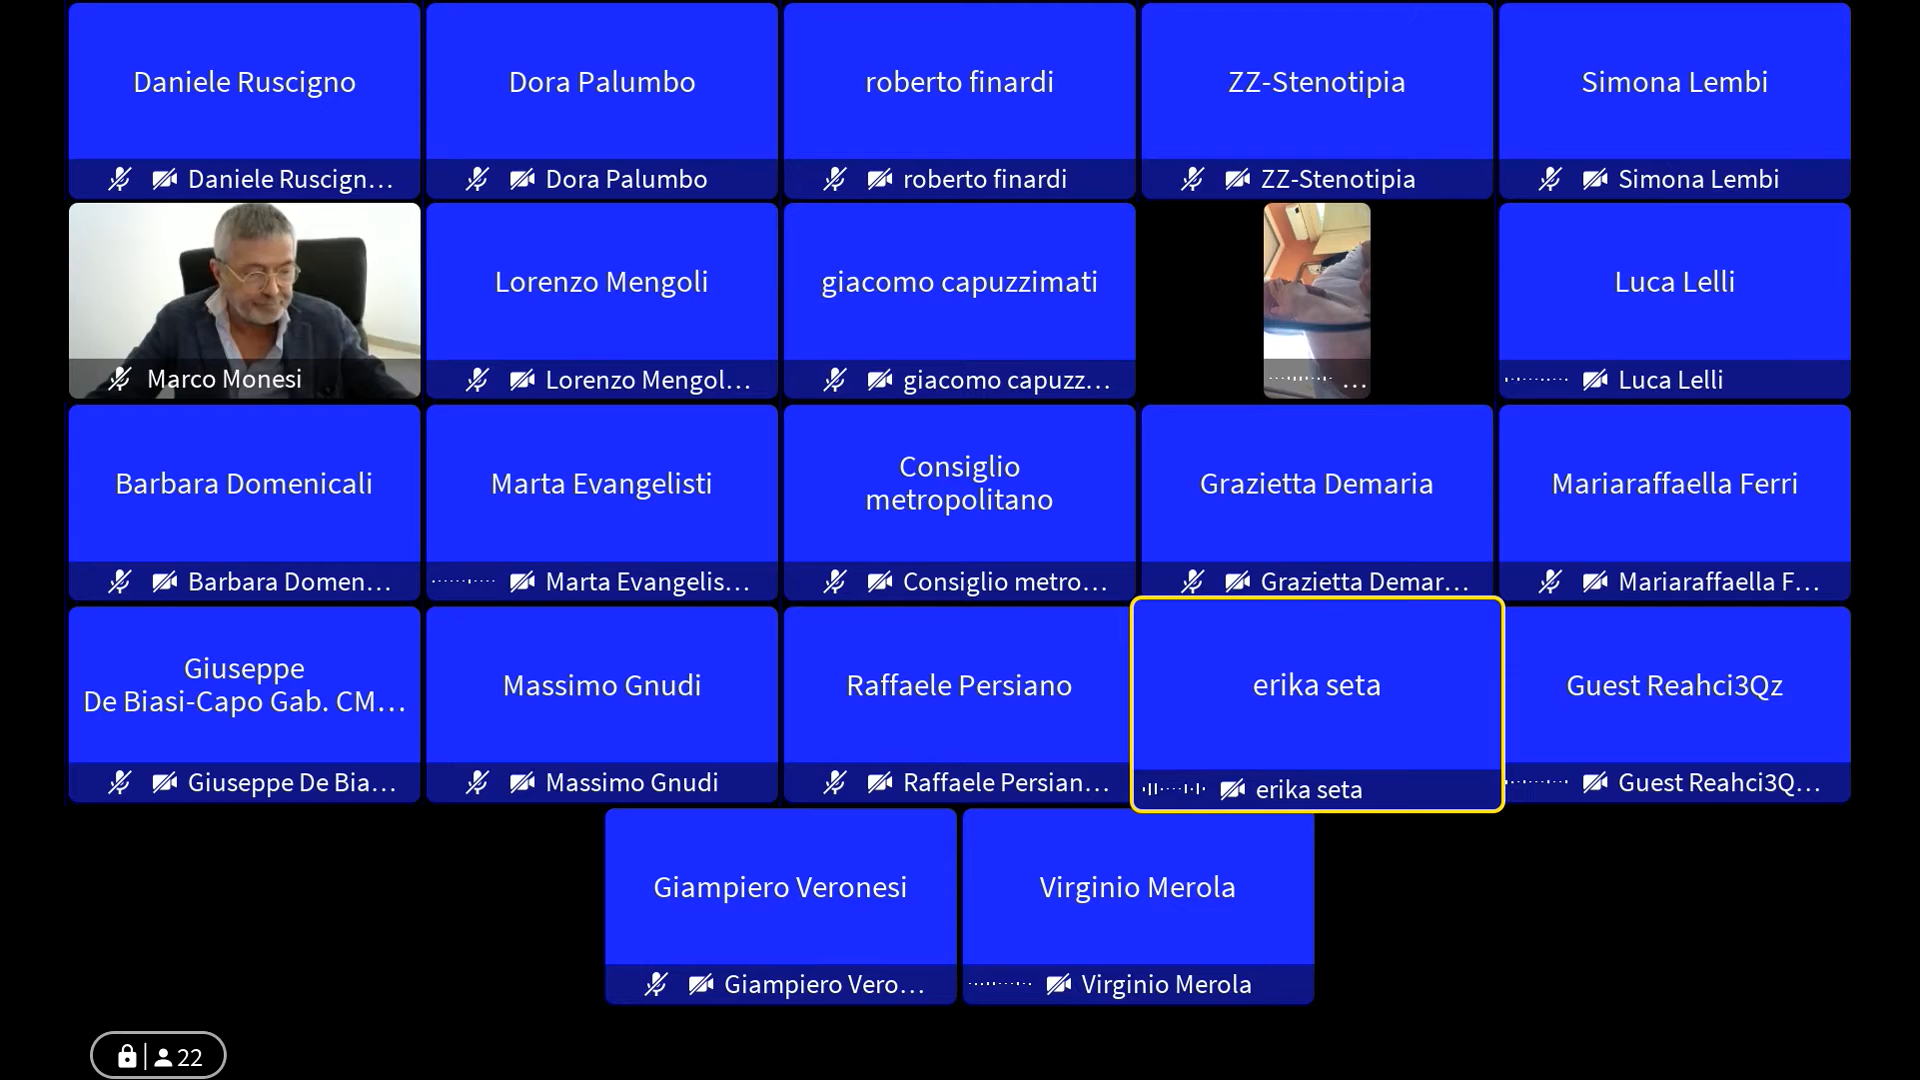 Daniele Ruscigno
Daniele Ruscign...
Dora Palumbo
Dora Palumbo
roberto finardi
roberto finardi
ZZ-Stenotipia
ZZ-Stenotipia
Simona Lembi
Simona Lembi
Marco Monesi
Lorenzo Mengoli
Lorenzo Mengol...
giacomo capuzzimati
giacomo capuzz...
...
Luca Lelli
Luca Lelli
Barbara Domenicali
Barbara Domen...
Marta Evangelisti
Marta Evangelis...
Consiglio
metropolitano
Consiglio metro...
Grazietta Demaria
Grazietta Demar...
Mariaraffaella Ferri
Mariaraffaella F...
Giuseppe
De Biasi-Capo Gab. CM...
Giuseppe De Bia...
Massimo Gnudi
Massimo Gnudi
Raffaele Persiano
Raffaele Persian...
erika seta
erika seta
Guest Reahci3Qz
Guest Reahci3Q...
Giampiero Veronesi
Giampiero Vero...
Virginio Merola
Virginio Merola
22